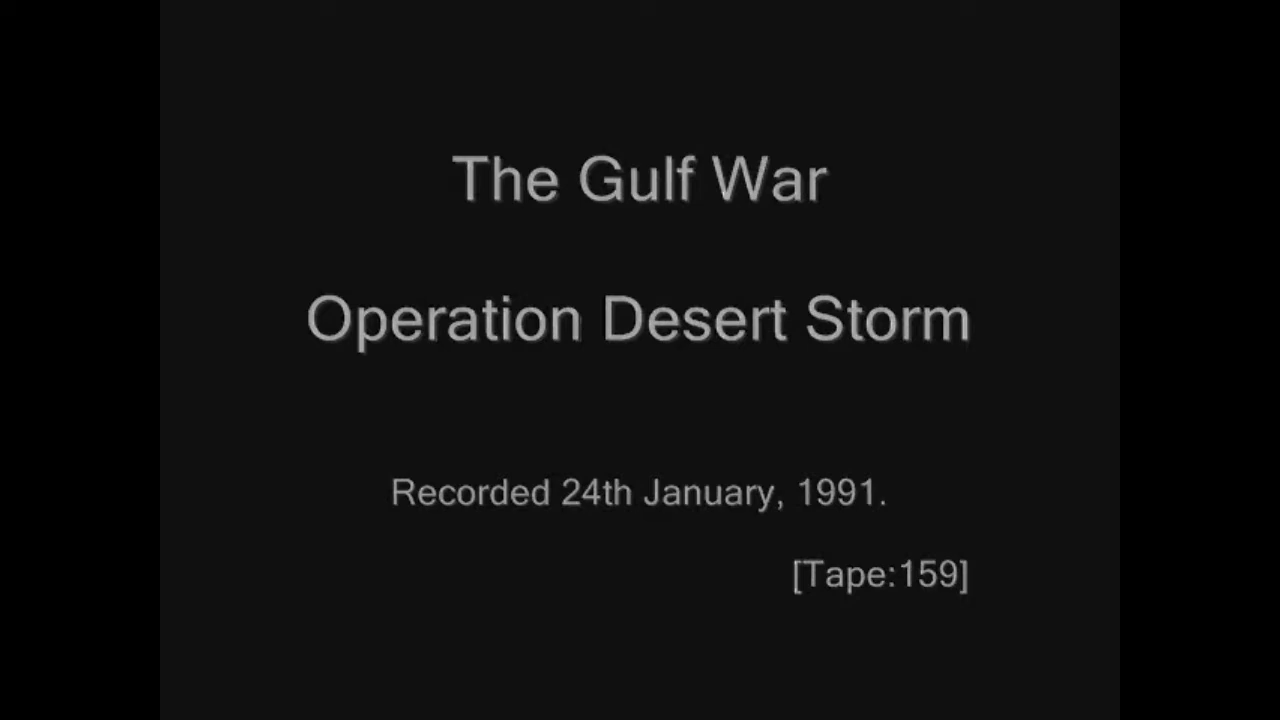 The Gulf War
Operation Desert Storm
Recorded 24th January, 1991.
[Tape:159]